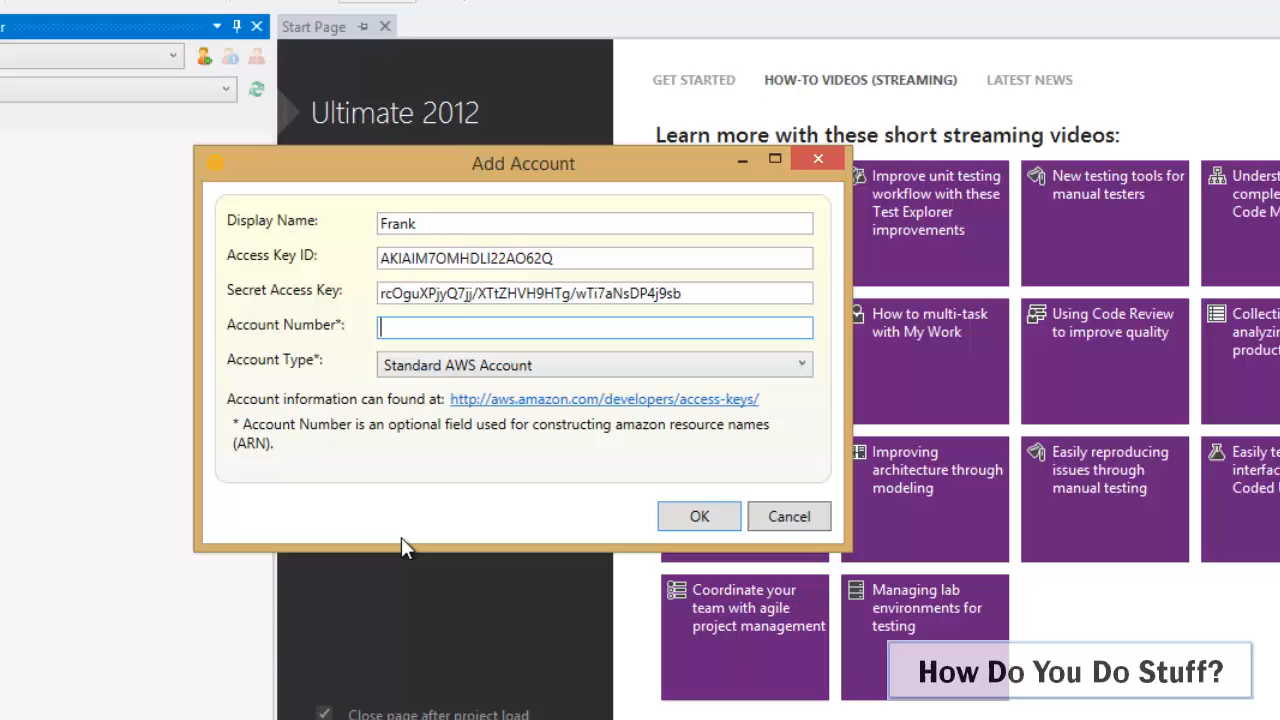 r
Start Page
Ultimate 2012
GET STARTED
HOW-TO VIDEOS (STREAMING)
LATEST NEWS
Learn more with these short streaming videos:
Add Account
Display Name:
Frank
Access Key ID:
AKIAIM7OMHDLI22AO62Q
Secret Access Key:
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
Account Number*:
Account Type*:
Standard AWS Account
Account information can found at: http://aws.amazon.com/developers/access-keys/
* Account Number is an optional field used for constructing amazon resource names
(ARN).
OK
Cancel
Improve unit testing
workflow with these
Test Explorer
improvements
New testing tools for
manual testers
Underst
comple
Code M
How to multi-task
with My Work
Using Code Review
to improve quality
Collecti
analyzin
product
Improving
architecture through
modeling
Easily reproducing
issues through
manual testing
Easily te
interfac
Coded U
Coordinate your
team with agile
project management
Managing lab
environments for
testing
How Do You Do Stuff?
Close page after project load